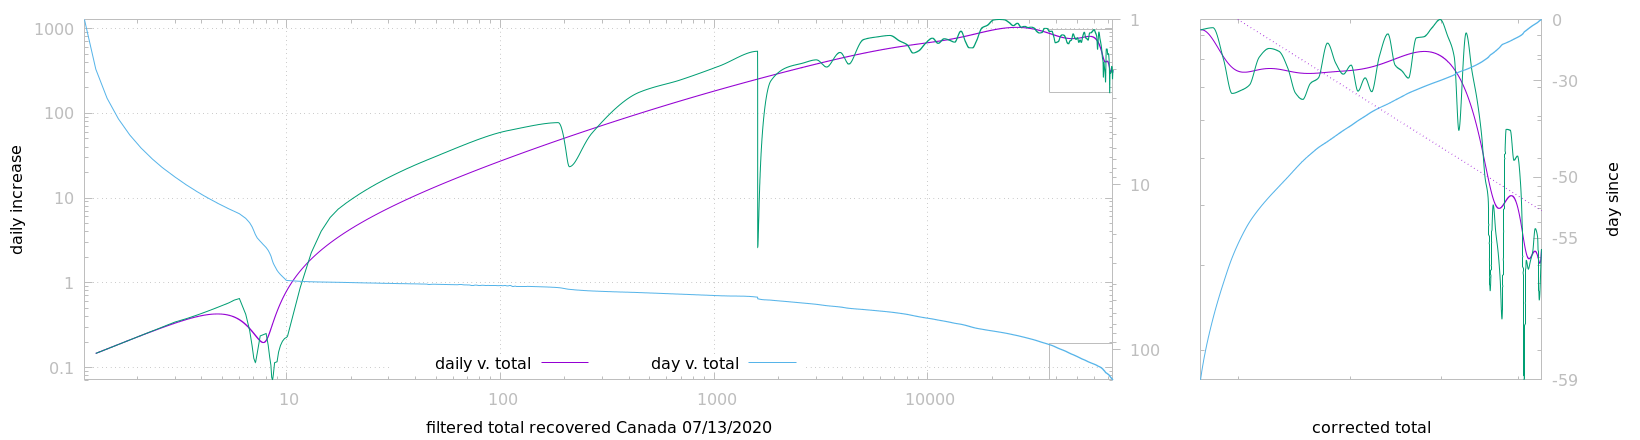 1000
100
10
1
0.1
daily increase
daily v. total
day v. total
10
100
1000
10000
filtered total recovered Canada 07/13/2020
1
10
100
0
-30
-50
-55
-59
day since
corrected total